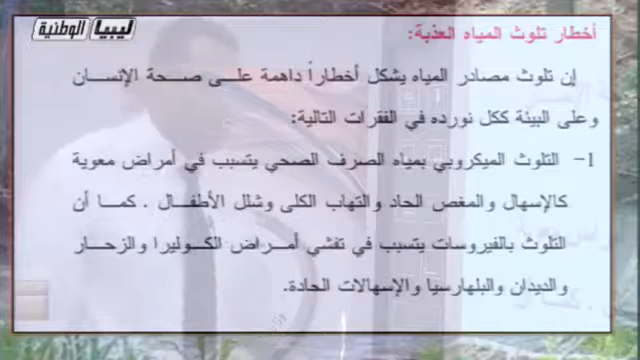 ليبيا الوطنية
أخطار تلوث المياه العذبة:
إن تلوث مصادر المياه يشكل أخطاراً داهمة على صحة الإنسان
وعلى البيئة ككل نورده في الفقرات التالية:
1- التلوث الميكروبي بمياه الصرف الصحي يتسبب في أمراض معوية
كالإسهال والمغص الحاد والتهاب الكلى وشلل الأطفال . كما أن
التلوث بالفيروسات يتسبب في تفشي أمراض الكوليرا والزحار
والديدان والبلهارسيا والإسهالات الحادة.